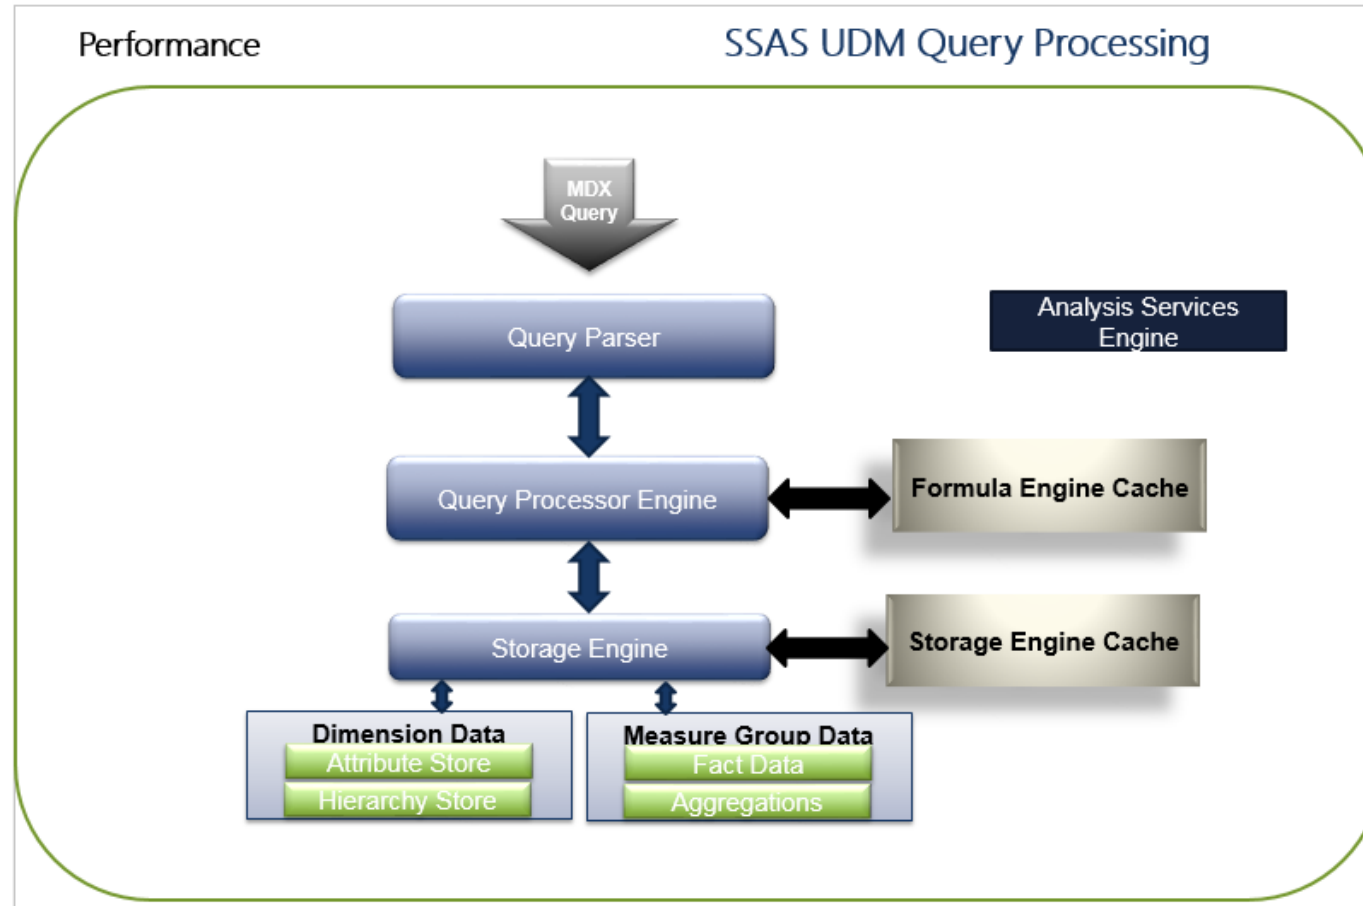 Performance
SSAS UDM Query Processing
MDX
Query
Query Parser
Analysis Services
Engine
Query Processor Engine
Formula Engine Cache
Storage Engine
Storage Engine Cache
Dimension Data
Attribute Store
Hierarchy Store
Measure Group Data
Fact Data
Aggregations